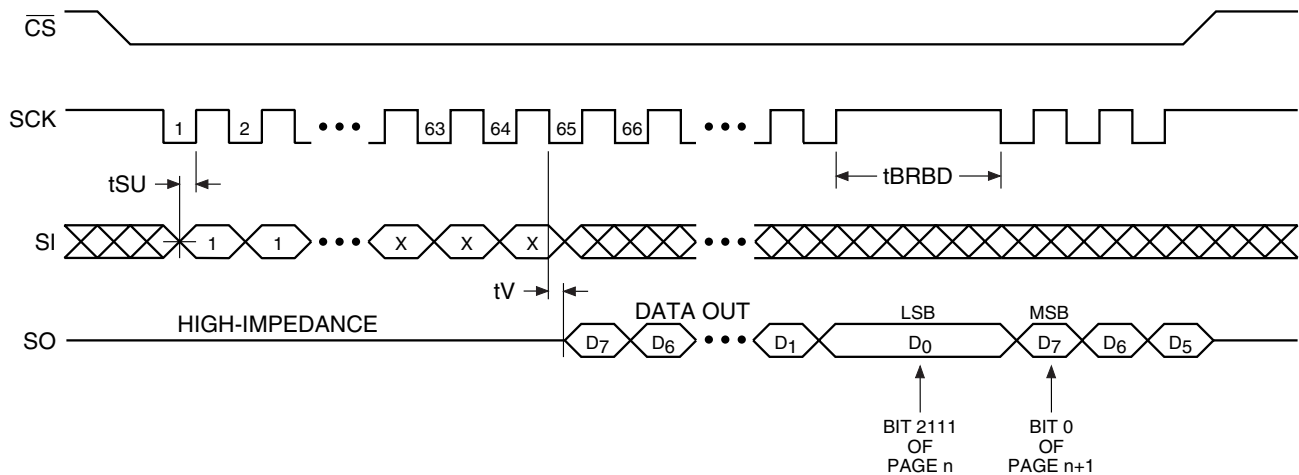 CS
SCK 1 2 ••• 63 64 65 66 •••
tSU tBRBD
SI 1 1 ••• X X X •••
tV
HIGH-IMPEDANCE DATA OUT LSB MSB
SO D7 D6 ••• D1 D0 D7 D6 D5
BIT 2111
OF
PAGE n
BIT 0
OF
PAGE n+1